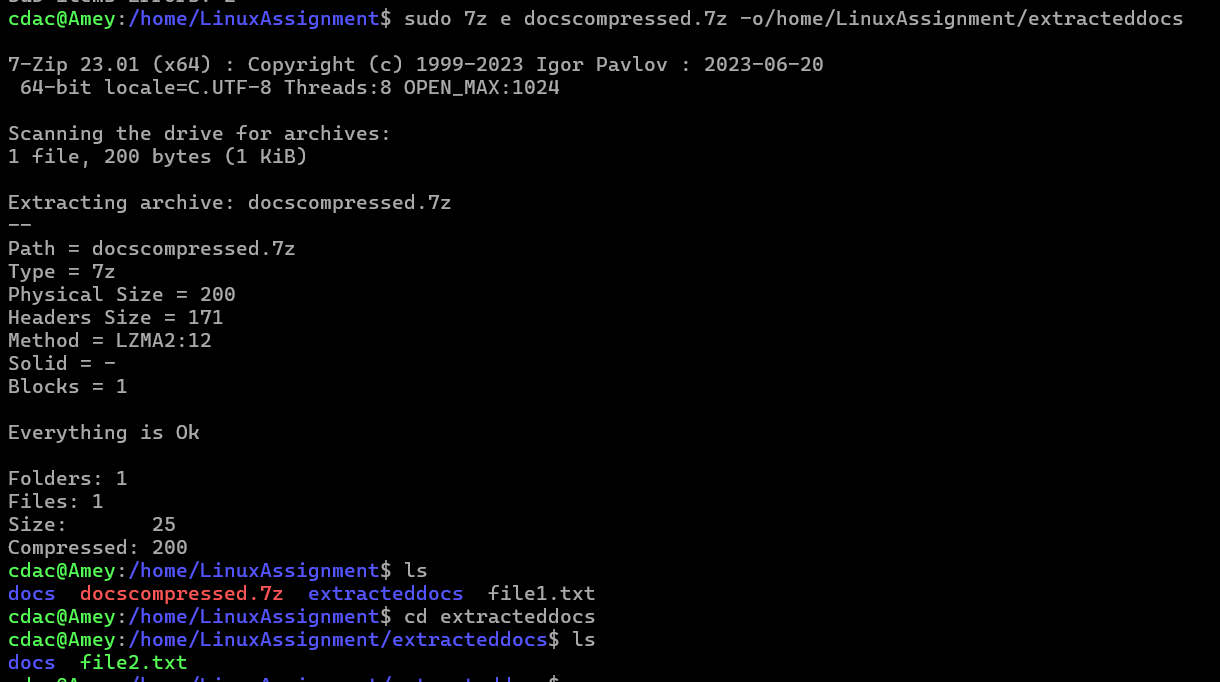 cdac@Amey:/home/LinuxAssignment$ sudo 7z e docscompressed.7z -o/home/LinuxAssignment/extracteddocs
7-Zip 23.01 (x64) : Copyright (c) 1999-2023 Igor Pavlov : 2023-06-20
 64-bit locale=C.UTF-8 Threads:8 OPEN_MAX:1024
Scanning the drive for archives:
1 file, 200 bytes (1 KiB)
Extracting archive: docscompressed.7z
--
Path = docscompressed.7z
Type = 7z
Physical Size = 200
Headers Size = 171
Method = LZMA2:12
Solid = -
Blocks = 1
Everything is Ok
Folders: 1
Files: 1
Size:       25
Compressed: 200
cdac@Amey:/home/LinuxAssignment$ ls
docs  docscompressed.7z  extracteddocs  file1.txt
cdac@Amey:/home/LinuxAssignment$ cd extracteddocs
cdac@Amey:/home/LinuxAssignment/extracteddocs$ ls
docs  file2.txt